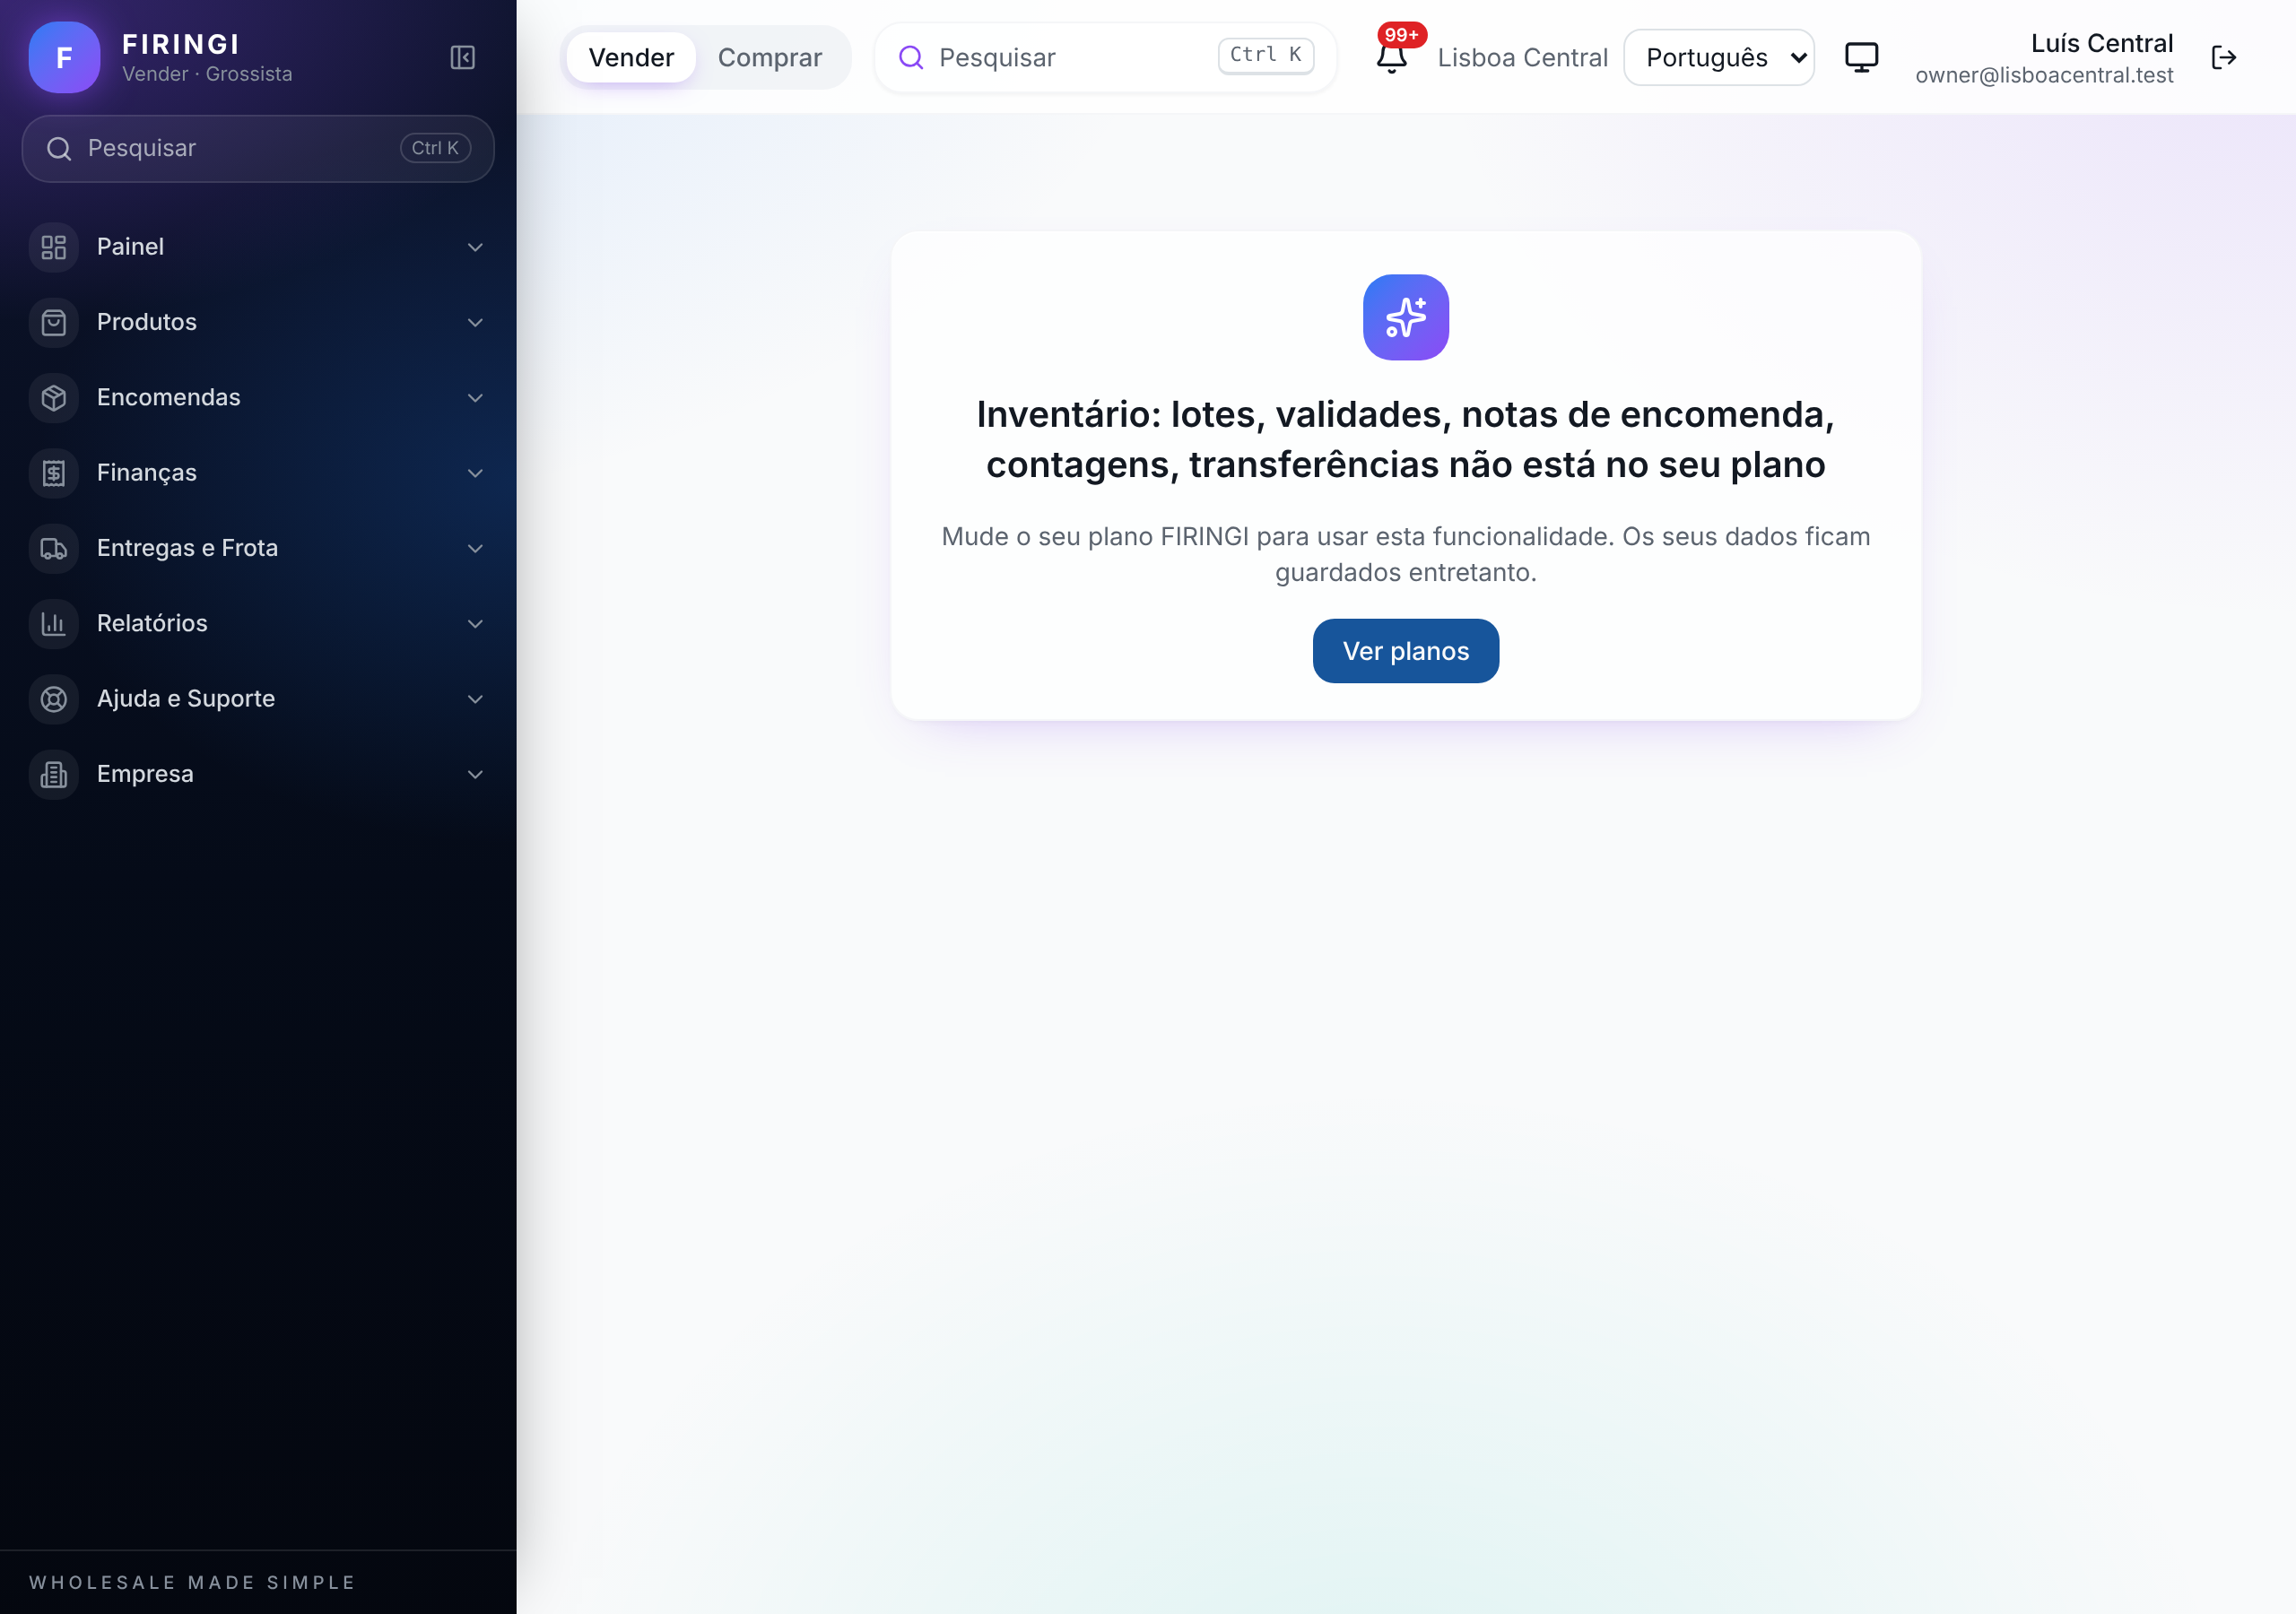 F
FIRINGI
Vender · Grossista
Pesquisar
Ctrl K
Painel
Produtos
Encomendas
Finanças
Entregas e Frota
Relatórios
Ajuda e Suporte
Empresa
WHOLESALE MADE SIMPLE
Vender
Comprar
Pesquisar
Ctrl K
99+
Lisboa Central
Português
Luís Central
owner@lisboacentral.test
Inventário: lotes, validades, notas de encomenda,
contagens, transferências não está no seu plano
Mude o seu plano FIRINGI para usar esta funcionalidade. Os seus dados ficam
guardados entretanto.
Ver planos